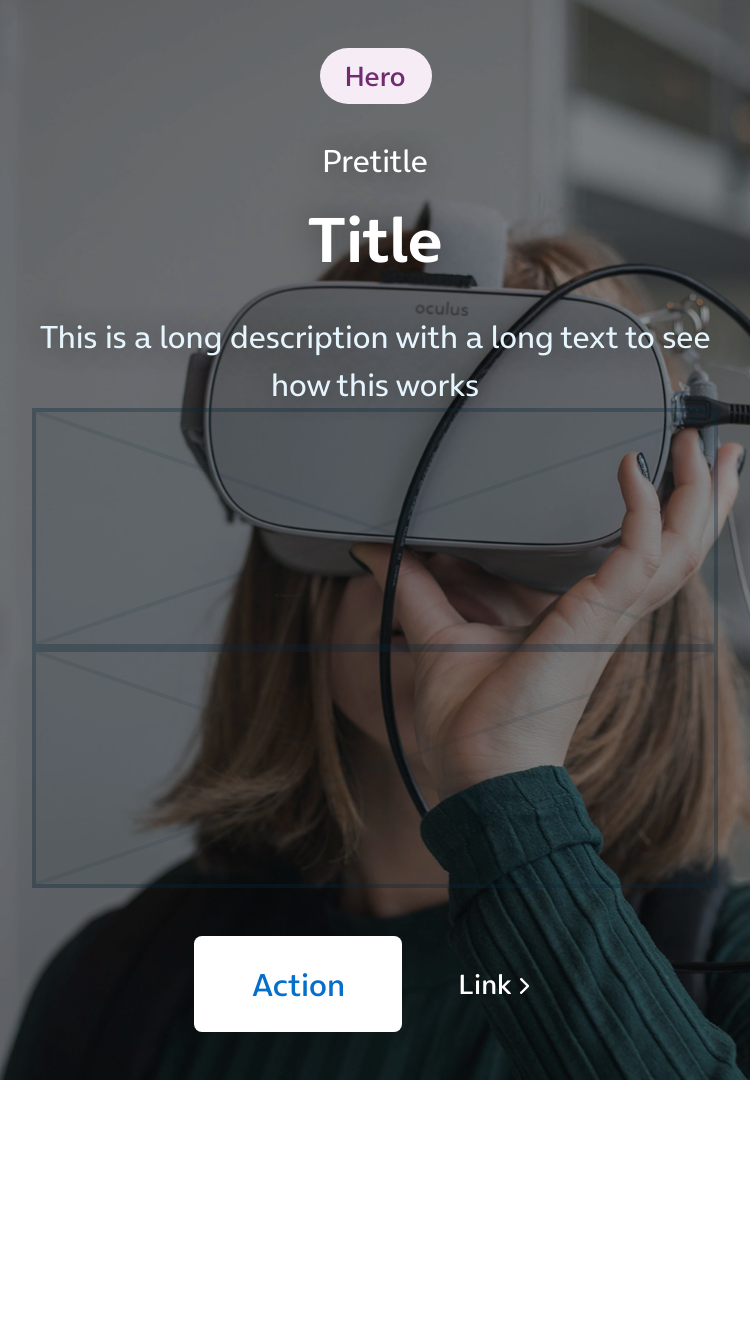 Hero
Pretitle
Title
oculus
This is a long description with a long text to see
how this works
Action
Link